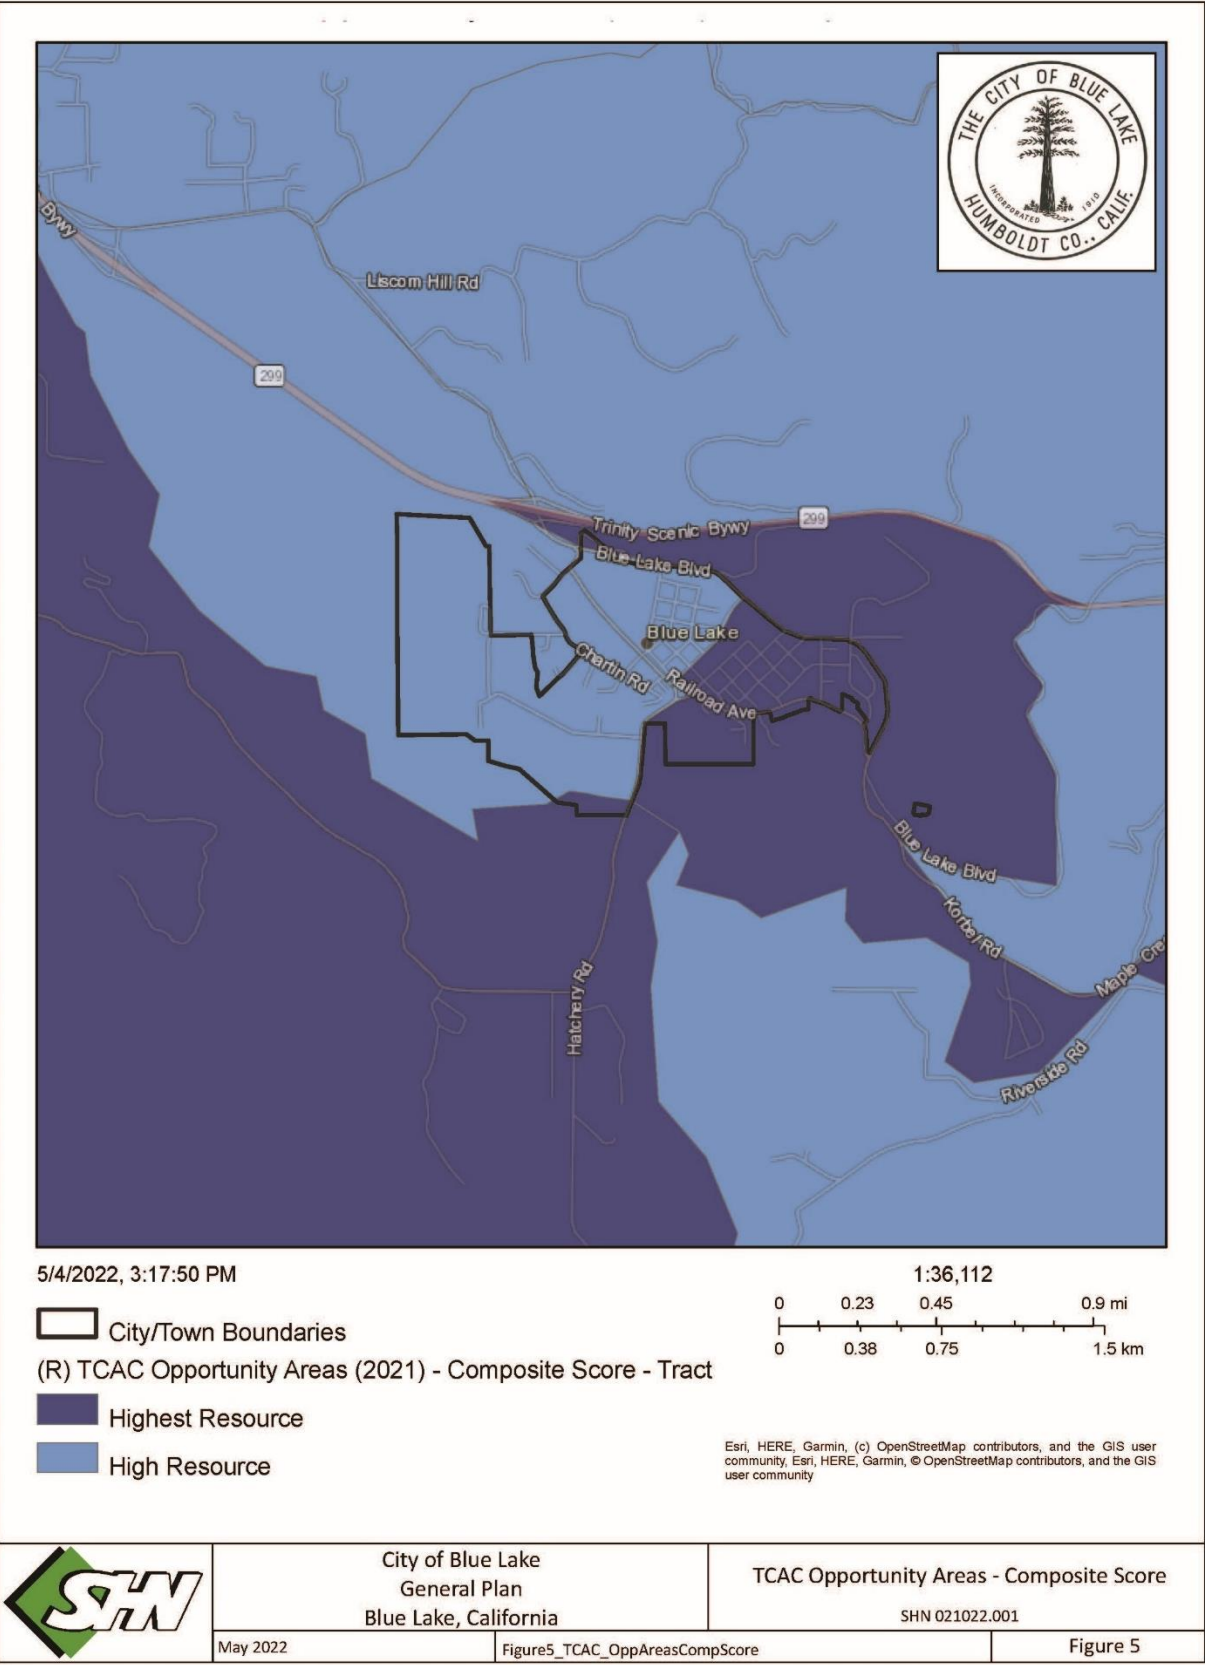 THE CITY OF BLUE LAKE
INCORPORATED 1910
HUMBOLDT CO., CALIF.
Bywy
Liscom Hill Rd
299
Trinity Scenic Bywy
299
Blue Lake Blvd
Blue Lake
Chartin Rd
Railroad Ave
Blue Lake Blvd
Korbel Rd
Maple Cre
Hatchery Rd
Riverside Rd
5/4/2022, 3:17:50 PM
1:36,112
0 0.23 0.45 0.9 mi
0 0.38 0.75 1.5 km
City/Town Boundaries
(R) TCAC Opportunity Areas (2021) - Composite Score - Tract
Highest Resource
High Resource
Esri, HERE, Garmin, (c) OpenStreetMap contributors, and the GIS user
community, Esri, HERE, Garmin, © OpenStreetMap contributors, and the GIS
user community
SHN
City of Blue Lake
General Plan
Blue Lake, California
TCAC Opportunity Areas - Composite Score
SHN 021022.001
May 2022
Figure5_TCAC_OppAreasCompScore
Figure 5